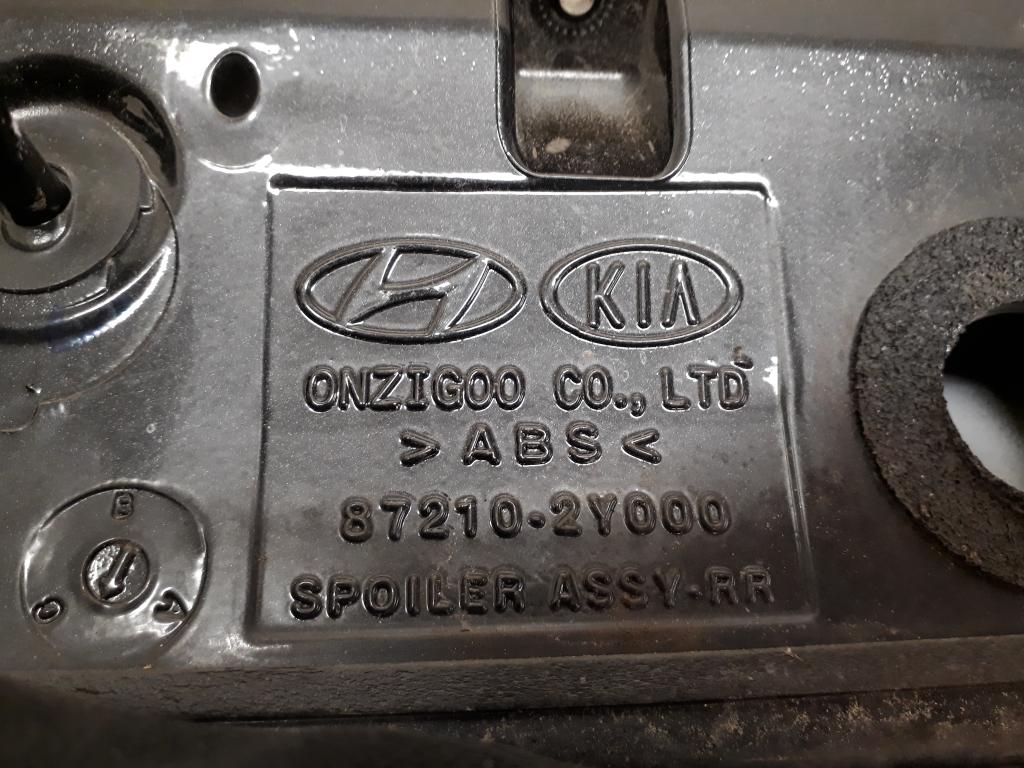 KIA
ONZIGOO CO., LTD
>ABS<
87210-2Y000
SPOILER ASSY-RR
B
C A